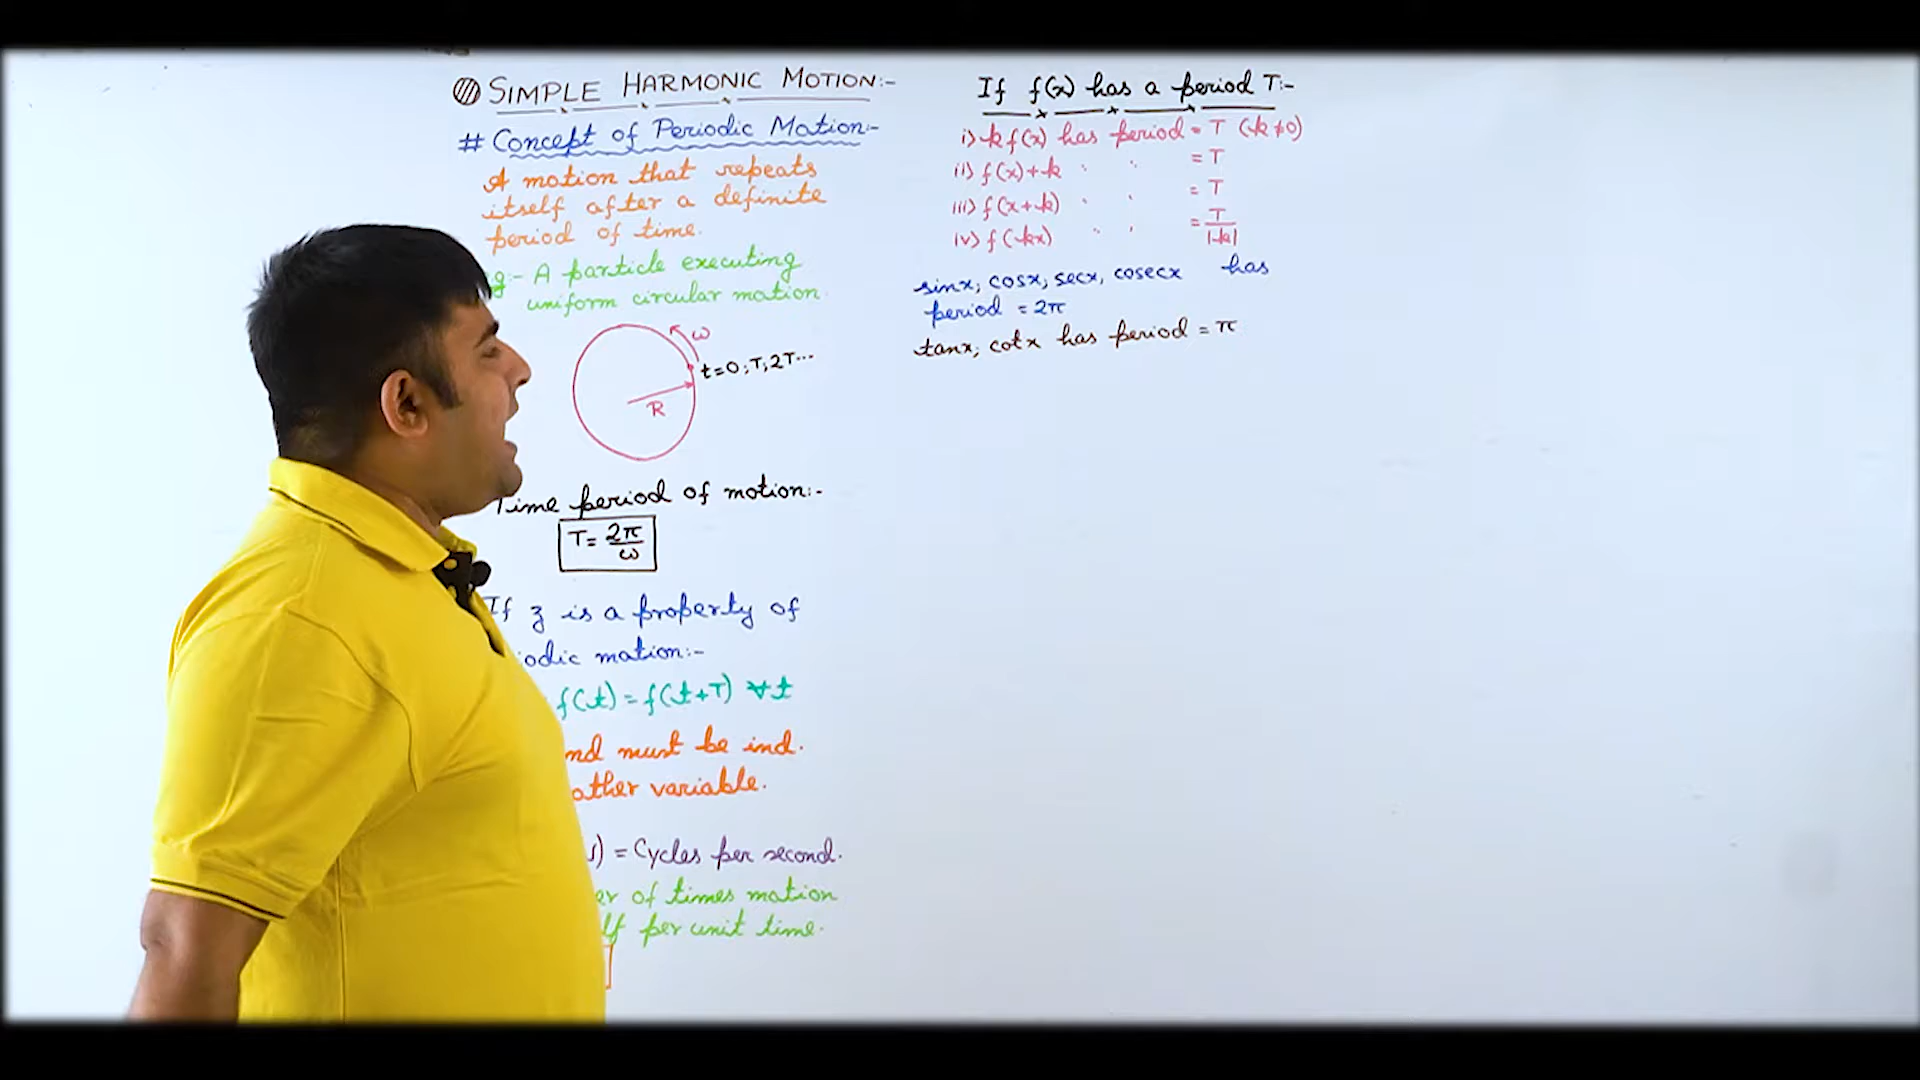 SIMPLE HARMONIC MOTION:-
# Concept of Periodic Motion:-
A motion that repeats
itself after a definite
period of time.
g:- A particle executing
uniform circular motion.
ω
t=0,T,2T...
R
Time period of motion:-
T= 2π/ω
If z is a property of
iodic motion:-
f(t)=f(t+T) ∀t
nd must be ind.
other variable.
) = Cycles per second.
er of times motion
lf per unit time.
If f(x) has a period T:-
i) k f(x) has period = T (k≠0)
ii) f(x)+k " " = T
iii) f(x+k) " " = T
iv) f(kx) " " = T/|k|
sinx, cosx, secx, cosecx has
period = 2π
tanx, cotx has period = π